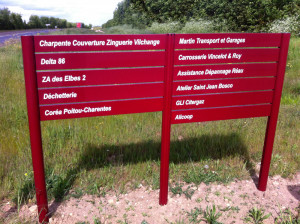 Charpente Couverture Zinguerie Vilchange
Delta 86
ZA des Elbes 2
Déchetterie
Corée Poitou-Charentes
Martin Transport et Garages
Carrosserie Vincelot & Roy
Assistance Dépannage Réau
Atelier Saint Jean Bosco
GLI Citergaz
Alicoop